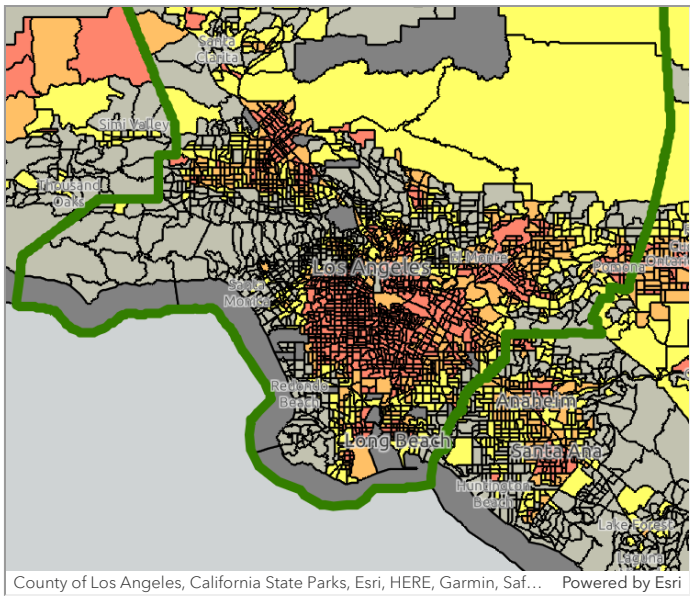 Santa
Clarita
Simi Valley
Thousand
Oaks
Los Angeles
El Monte
Pomona
Ontario
Santa
Monica
Redondo
Beach
Anaheim
Long Beach
Santa Ana
Huntington
Beach
Lake Forest
Laguna
County of Los Angeles, California State Parks, Esri, HERE, Garmin, Saf… Powered by Esri